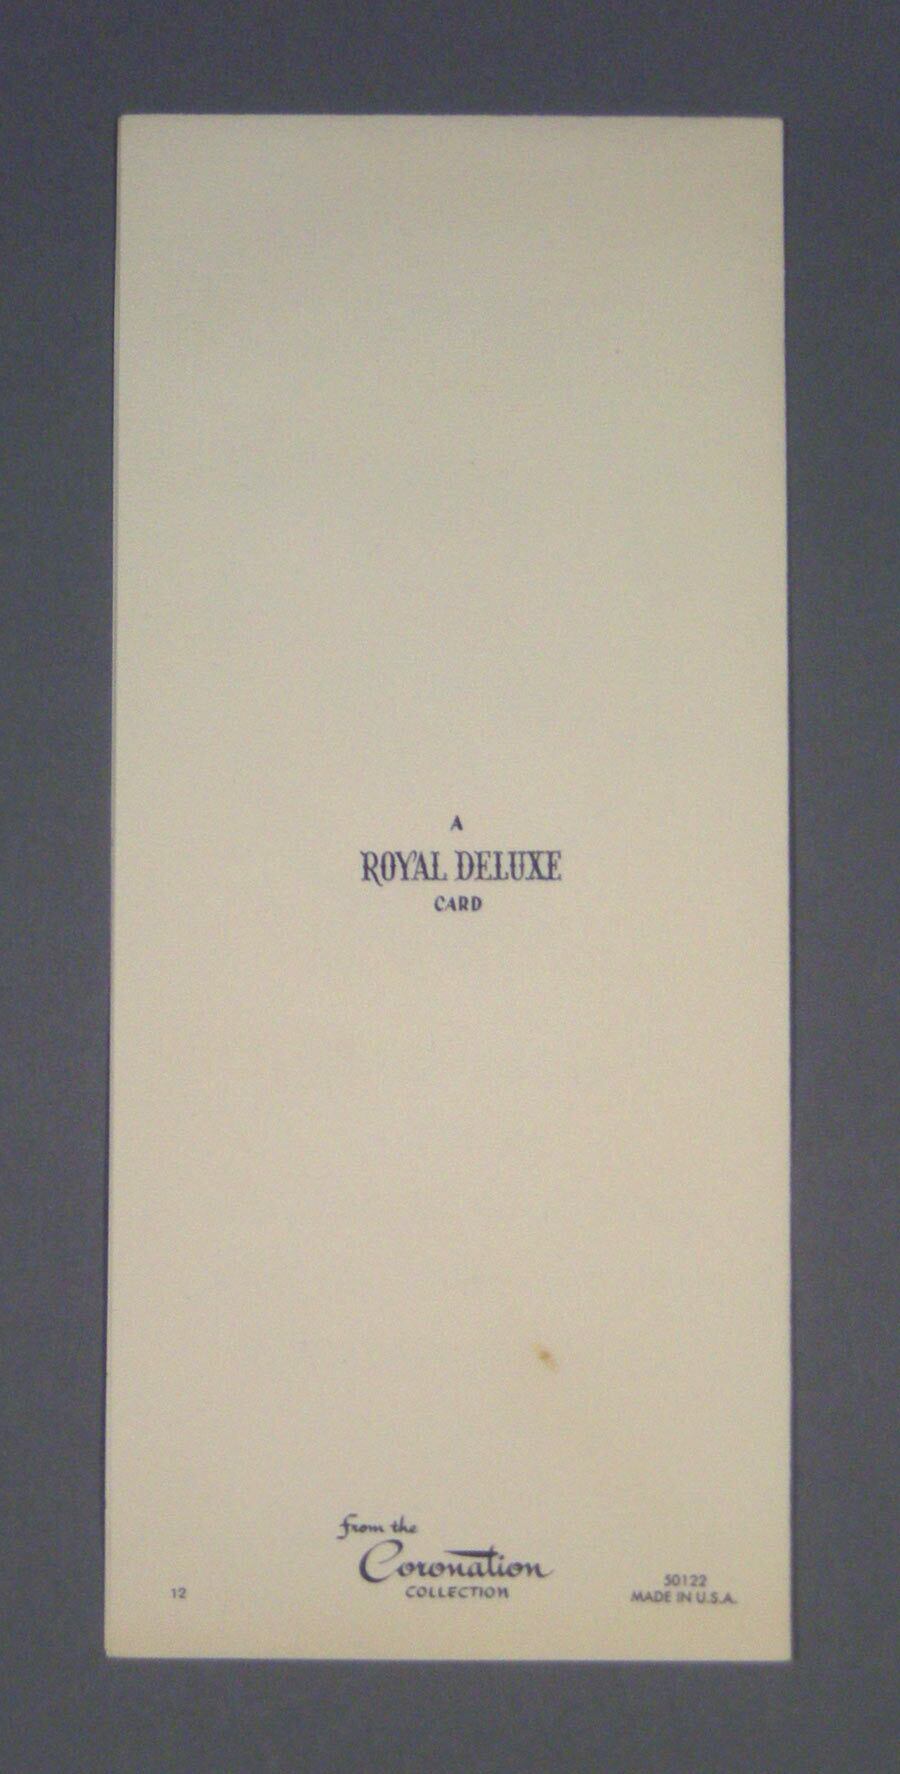 A
ROYAL DELUXE
CARD
from the
Coronation
COLLECTION
12
50122
MADE IN U.S.A.